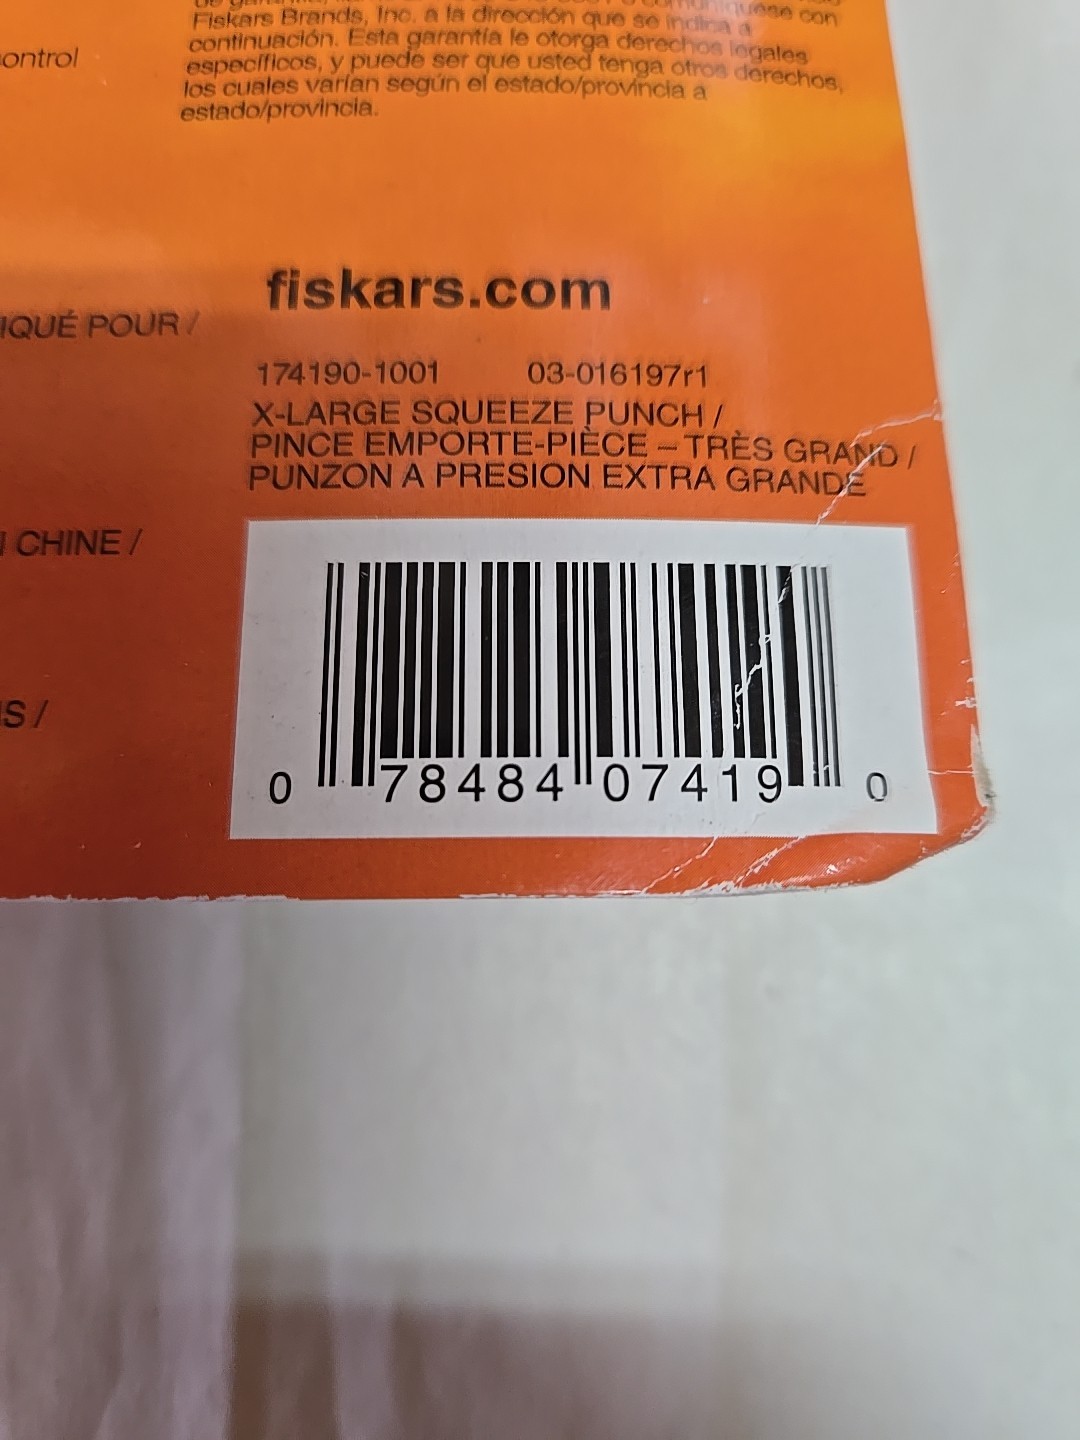 Fiskars Brands, Inc. a la dirección que se indica a
continuación. Esta garantía le otorga derechos legales
específicos, y puede ser que usted tenga otros derechos,
los cuales varían según el estado/provincia a
estado/provincia.
ontrol
fiskars.com
IQUÉ POUR /
174190-1001 03-016197r1
X-LARGE SQUEEZE PUNCH /
PINCE EMPORTE-PIÈCE – TRÈS GRAND /
PUNZON A PRESION EXTRA GRANDE
CHINE /
IS /
0 78484 07419 0